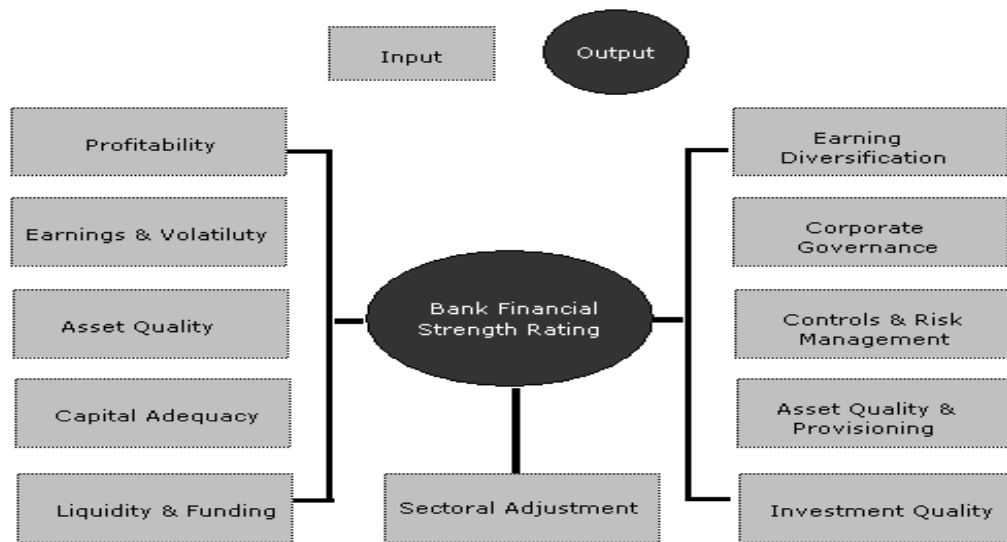 Input
Output
Profitability
Earnings & Volatiluty
Asset Quality
Capital Adequacy
Liquidity & Funding
Bank Financial
Strength Rating
Sectoral Adjustment
Earning
Diversification
Corporate
Governance
Controls & Risk
Management
Asset Quality &
Provisioning
Investment Quality